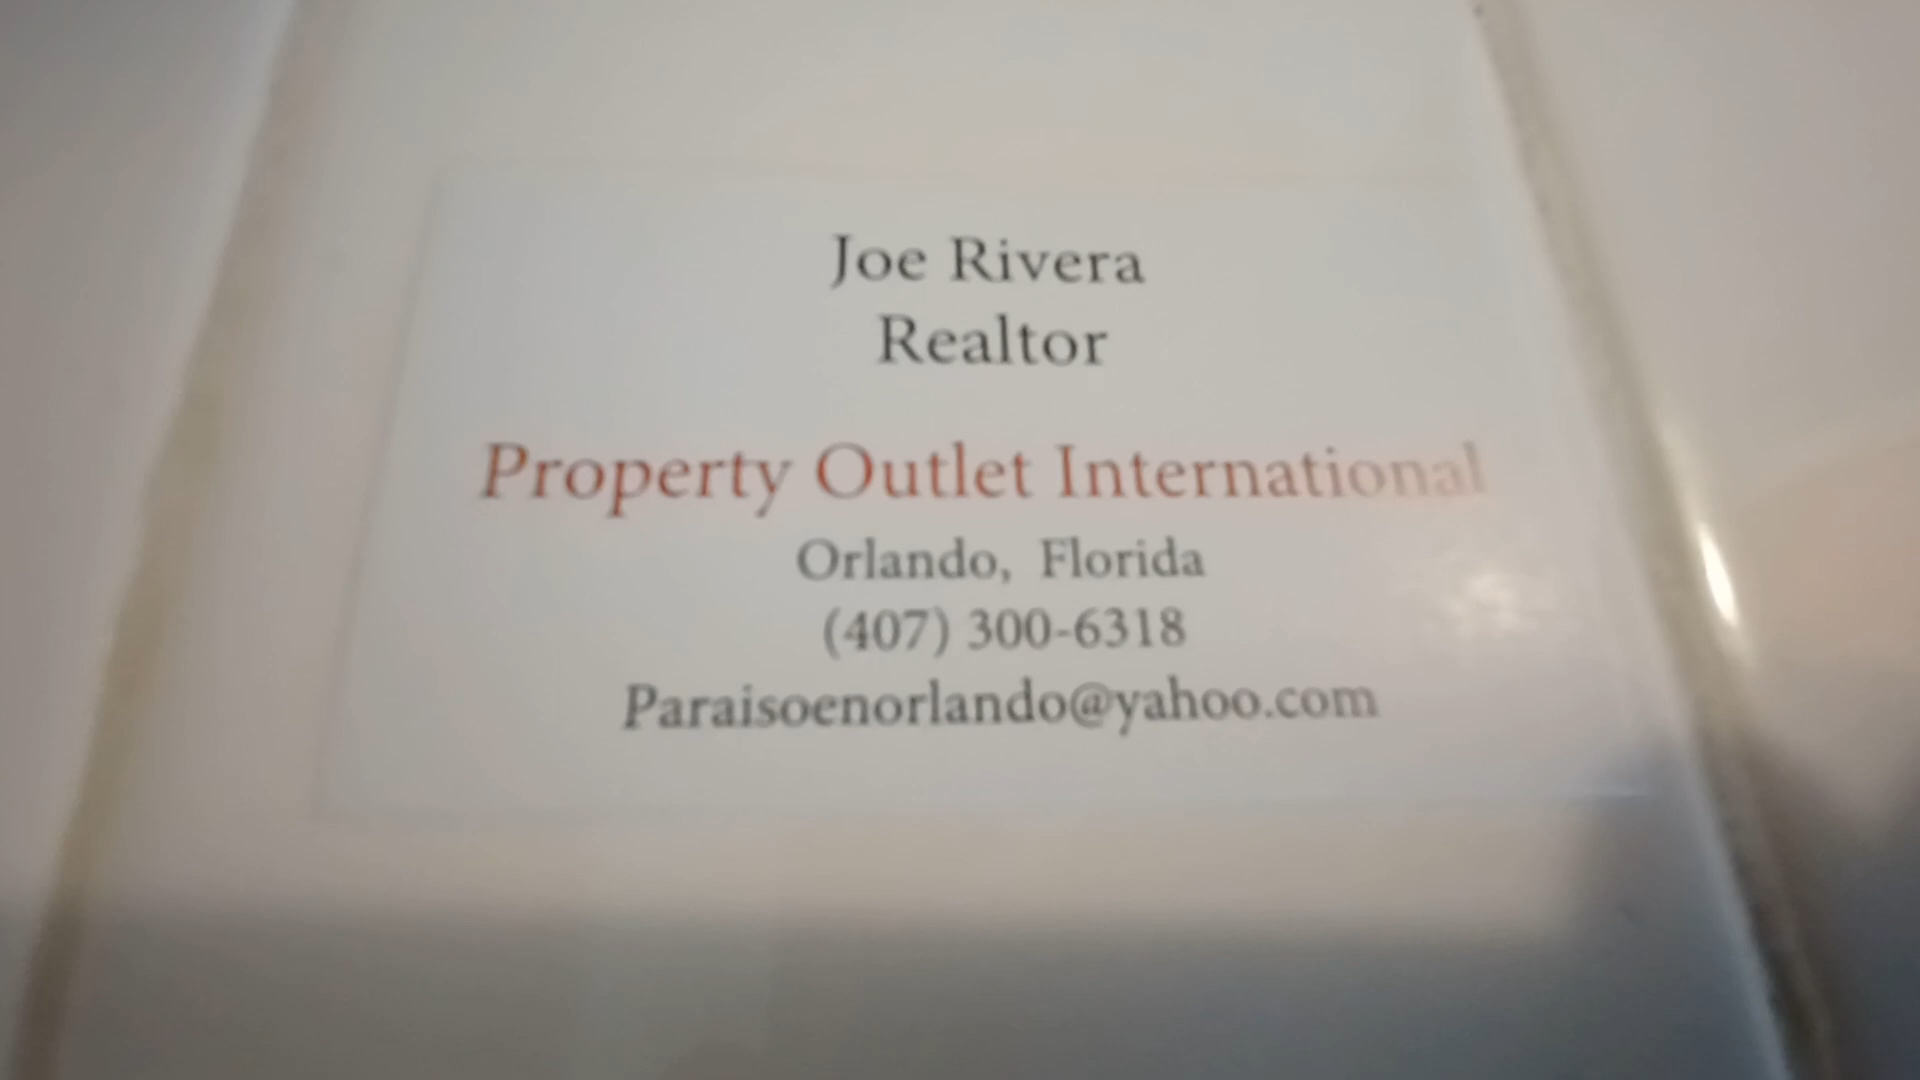 Joe Rivera
Realtor
Property Outlet International
Orlando, Florida
(407) 300-6318
Paraisoenorlando@yahoo.com